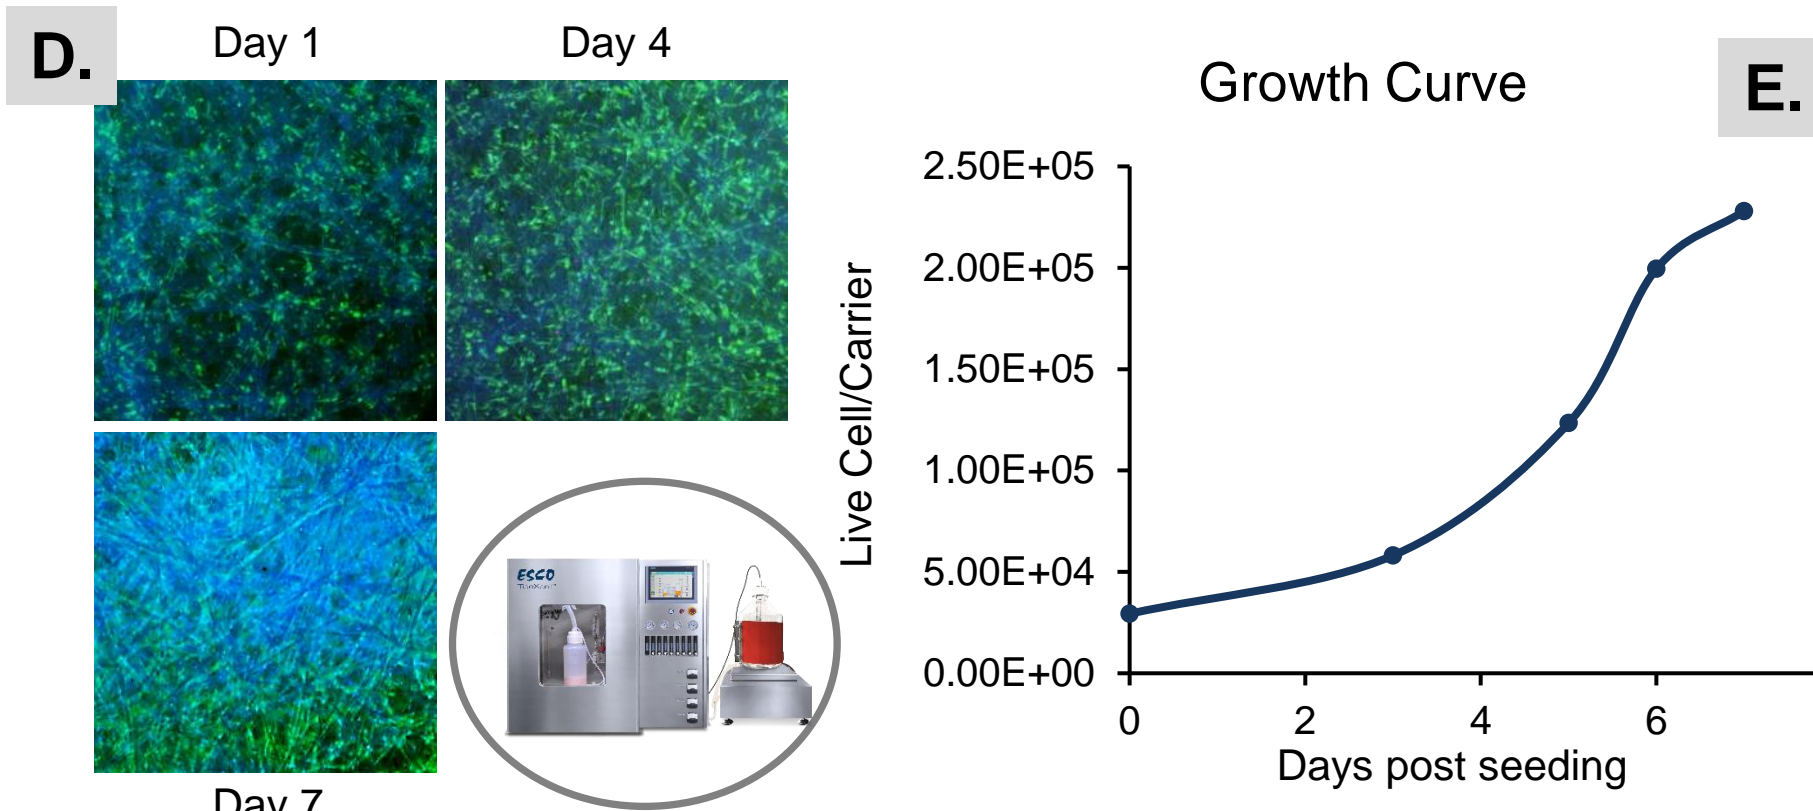 D.
Day 1
Day 4
Day 7
ESCO
TianXan™
Growth Curve
E.
Live Cell/Carrier
2.50E+05
2.00E+05
1.50E+05
1.00E+05
5.00E+04
0.00E+00
0 2 4 6
Days post seeding